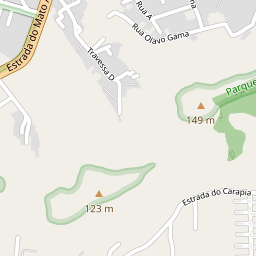 Rua A
Rua Olavo Gama
Estrada do Mato A
Travessa D
Parque
149 m
123 m
Estrada do Carapia